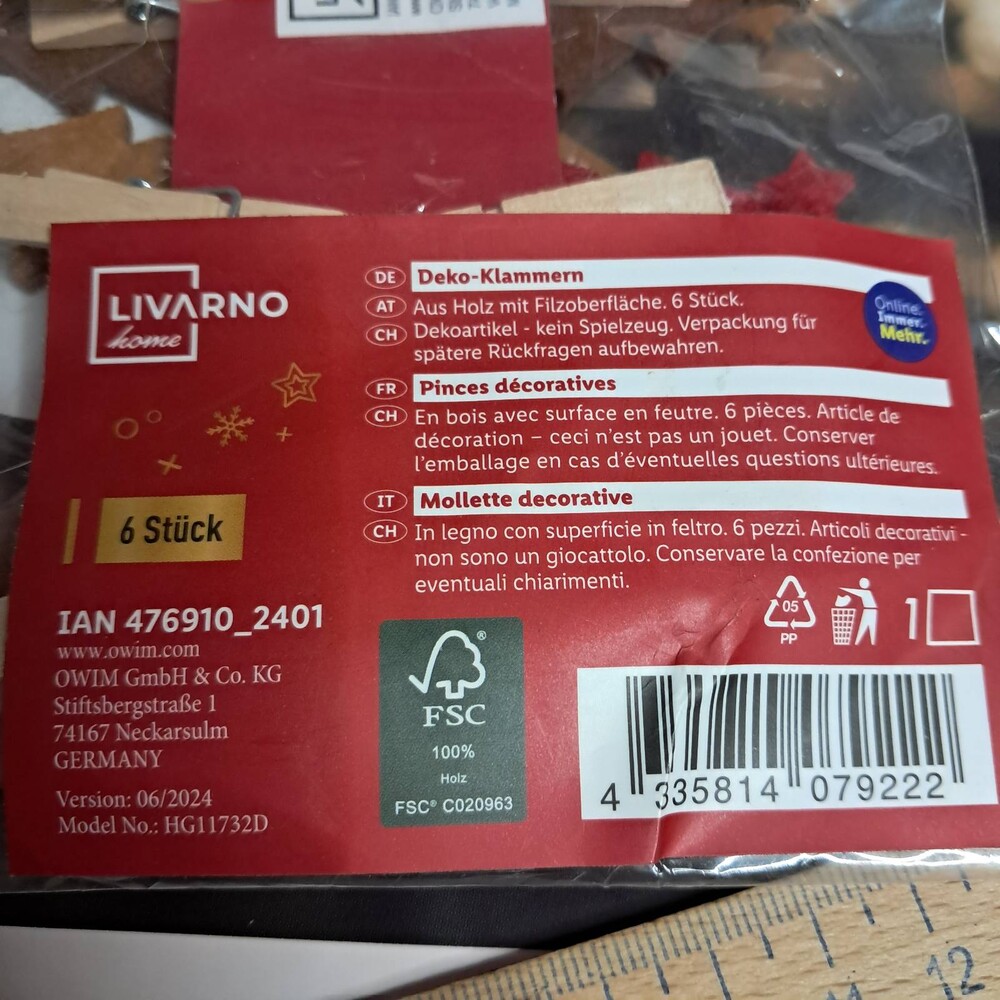 LIVARNO
home
6 Stück
IAN 476910_2401
www.owim.com
OWIM GmbH & Co. KG
Stiftsbergstraße 1
74167 Neckarsulm
GERMANY
Version: 06/2024
Model No.: HG11732D
DE Deko-Klammern
AT Aus Holz mit Filzoberfläche. 6 Stück.
CH Dekoartikel - kein Spielzeug. Verpackung für
spätere Rückfragen aufbewahren.
Online.
Immer.
Mehr.
FR Pinces décoratives
CH En bois avec surface en feutre. 6 pièces. Article de
décoration – ceci n'est pas un jouet. Conserver
l'emballage en cas d'éventuelles questions ultérieures.
IT Mollette decorative
CH In legno con superficie in feltro. 6 pezzi. Articoli decorativi -
non sono un giocattolo. Conservare la confezione per
eventuali chiarimenti.
05
PP
1
FSC®
100%
Holz
FSC® C020963
4 335814 079222
12